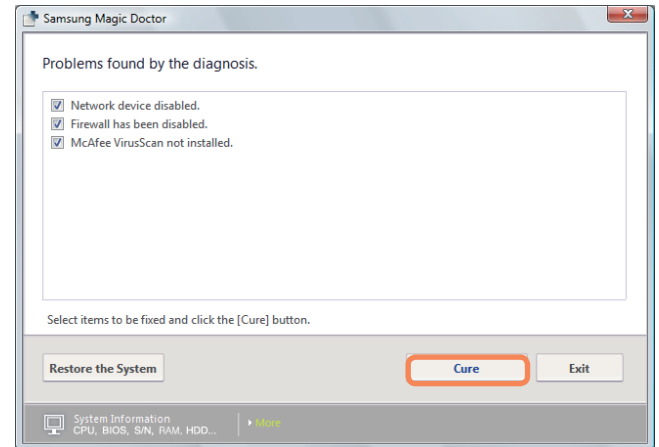 Samsung Magic Doctor
Problems found by the diagnosis.
Network device disabled.
Firewall has been disabled.
McAfee VirusScan not installed.
Select items to be fixed and click the [Cure] button.
Restore the System
Cure
Exit
System Information
CPU, BIOS, S/N, RAM, HDD...
More